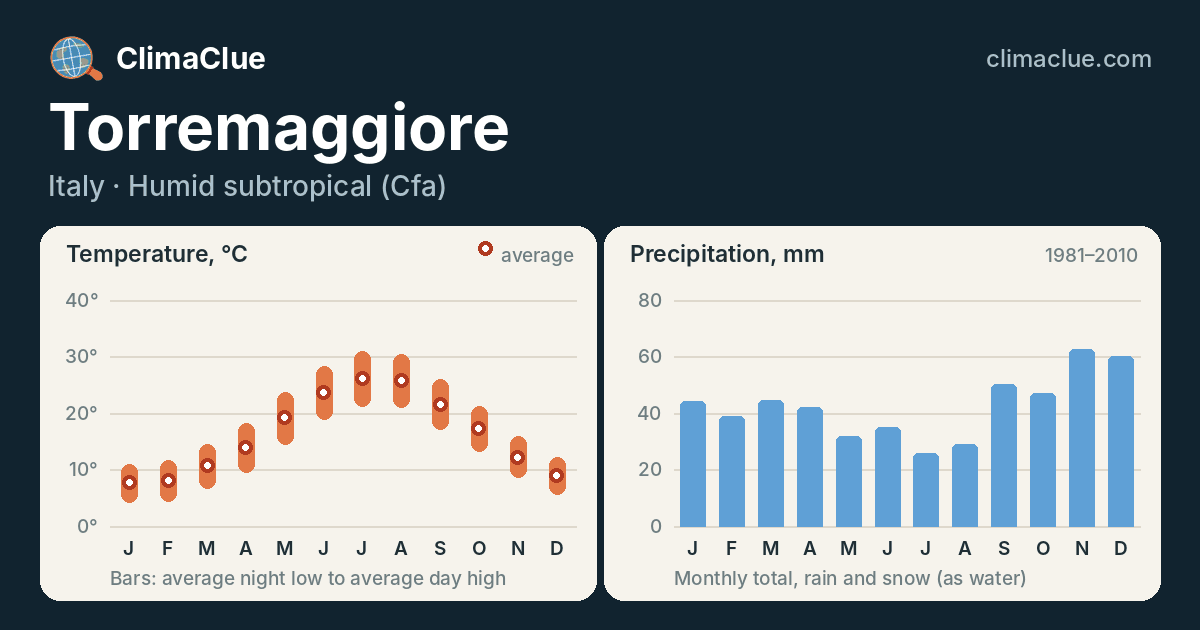 ClimaClue
climaclue.com
Torremaggiore
Italy · Humid subtropical (Cfa)
Temperature, °C
average
40°
30°
20°
10°
0°
J F M A M J J A S O N D
Bars: average night low to average day high
Precipitation, mm
1981–2010
80
60
40
20
0
J F M A M J J A S O N D
Monthly total, rain and snow (as water)